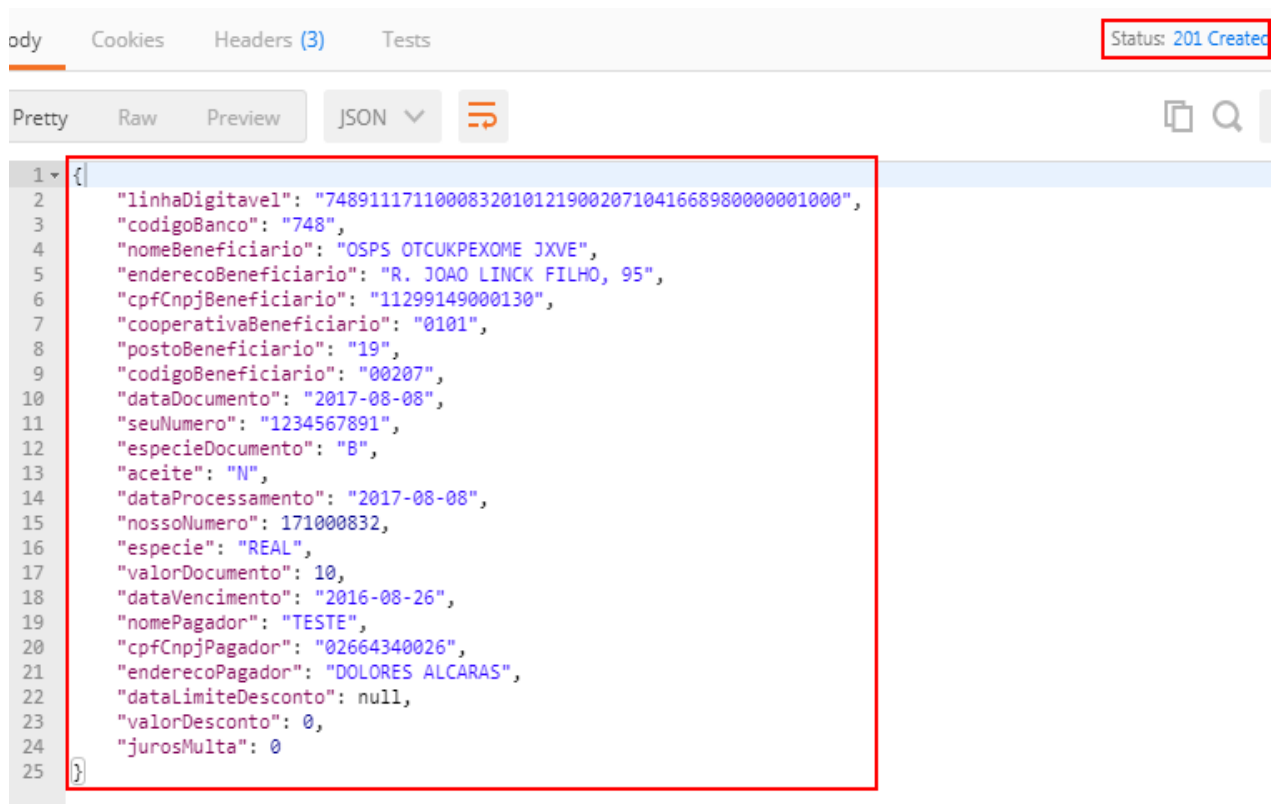 ody Cookies Headers (3) Tests Status: 201 Created
Pretty Raw Preview JSON
1 {
2 "linhaDigitavel": "74891117110008320101219002071041668980000001000",
3 "codigoBanco": "748",
4 "nomeBeneficiario": "OSPS OTCUKPEXOME JXVE",
5 "enderecoBeneficiario": "R. JOAO LINCK FILHO, 95",
6 "cpfCnpjBeneficiario": "11299149000130",
7 "cooperativaBeneficiario": "0101",
8 "postoBeneficiario": "19",
9 "codigoBeneficiario": "00207",
10 "dataDocumento": "2017-08-08",
11 "seuNumero": "1234567891",
12 "especieDocumento": "B",
13 "aceite": "N",
14 "dataProcessamento": "2017-08-08",
15 "nossoNumero": 171000832,
16 "especie": "REAL",
17 "valorDocumento": 10,
18 "dataVencimento": "2016-08-26",
19 "nomePagador": "TESTE",
20 "cpfCnpjPagador": "02664340026",
21 "enderecoPagador": "DOLORES ALCARAS",
22 "dataLimiteDesconto": null,
23 "valorDesconto": 0,
24 "jurosMulta": 0
25 }